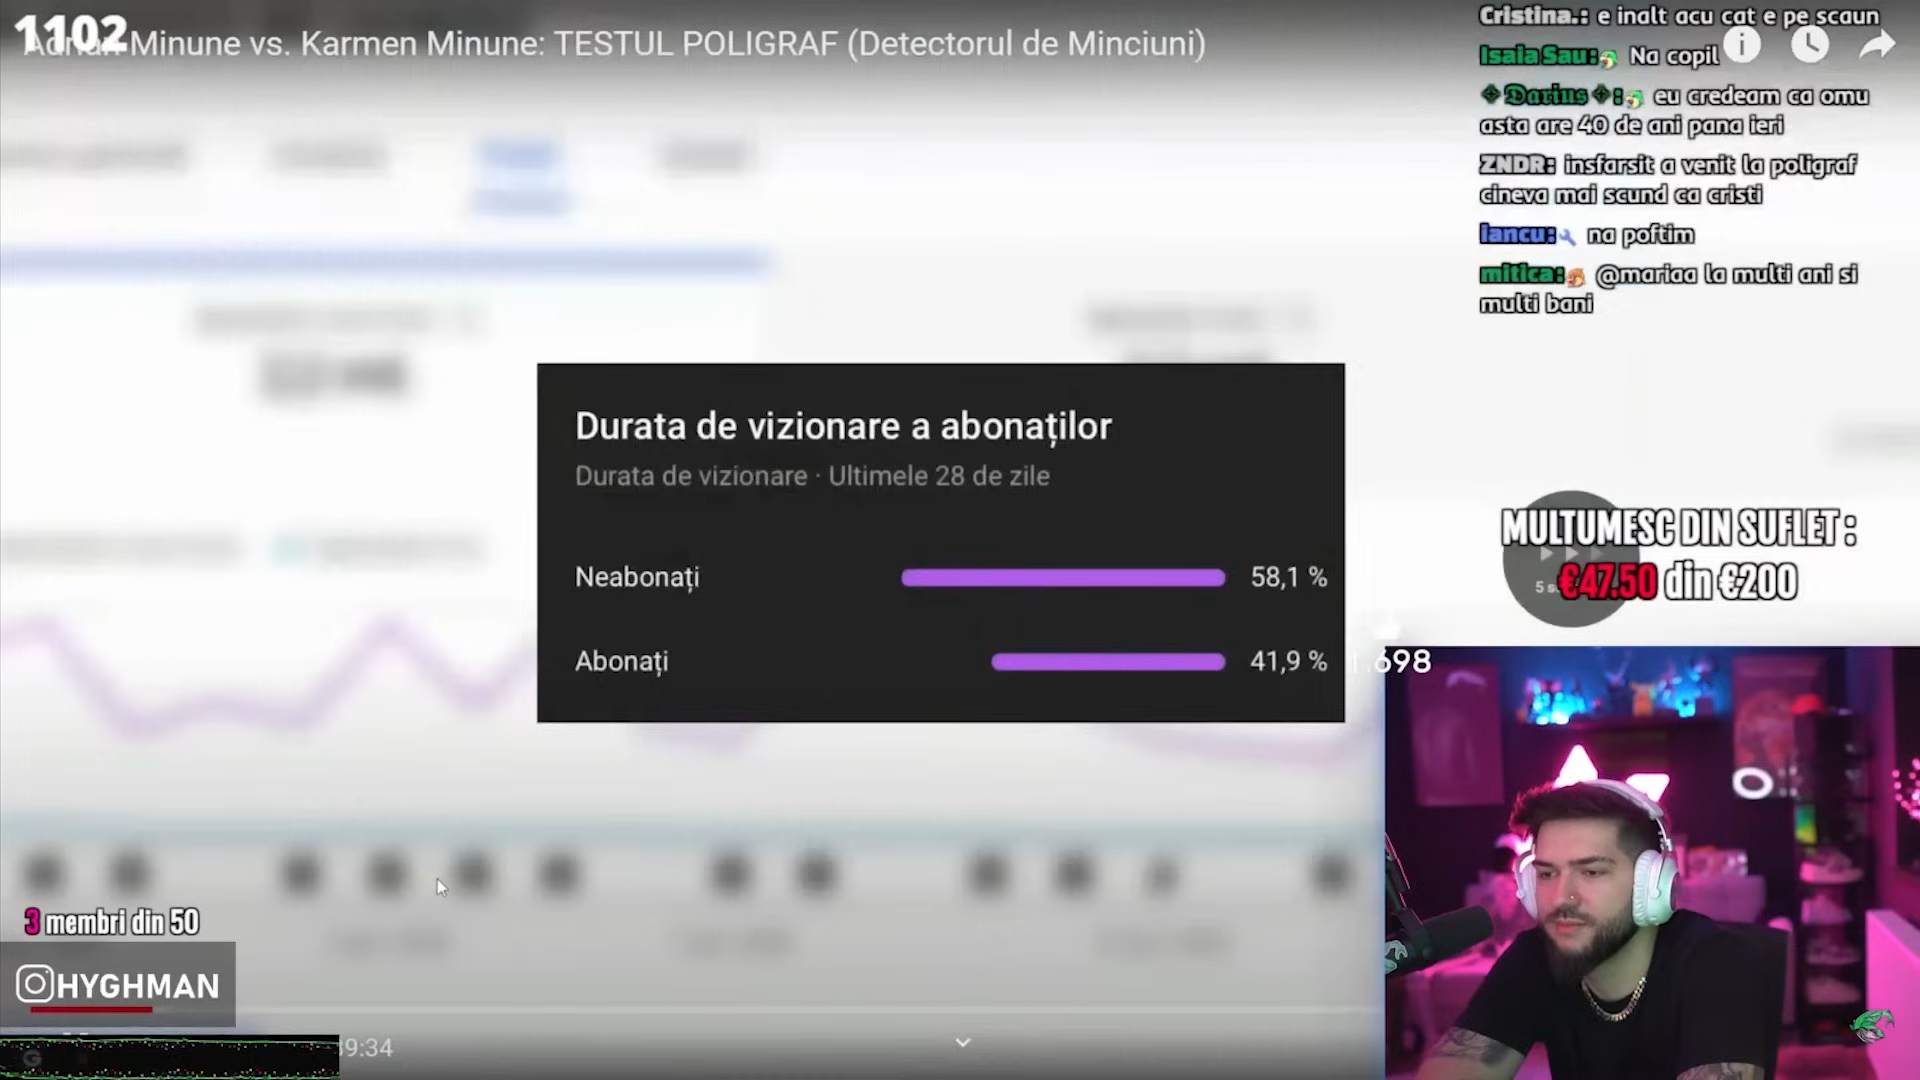 1102
Minune vs. Karmen Minune: TESTUL POLIGRAF (Detectorul de Minciuni)
Cristina.: e inalt acu cat e pe scaun
Isaia Sau: Na copil
Darius: eu credeam ca omu
asta are 40 de ani pana ieri
ZNDR: insfarsit a venit la poligraf
cineva mai scund ca cristi
iancu: na poftim
mitica: @mariaa la multi ani si
multi bani
Durata de vizionare a abonaților
Durata de vizionare · Ultimele 28 de zile
Neabonați 58,1 %
Abonați 41,9 %
MULTUMESC DIN SUFLET :
€47.50 din €200
698
3 membri din 50
HYGHMAN
9:34